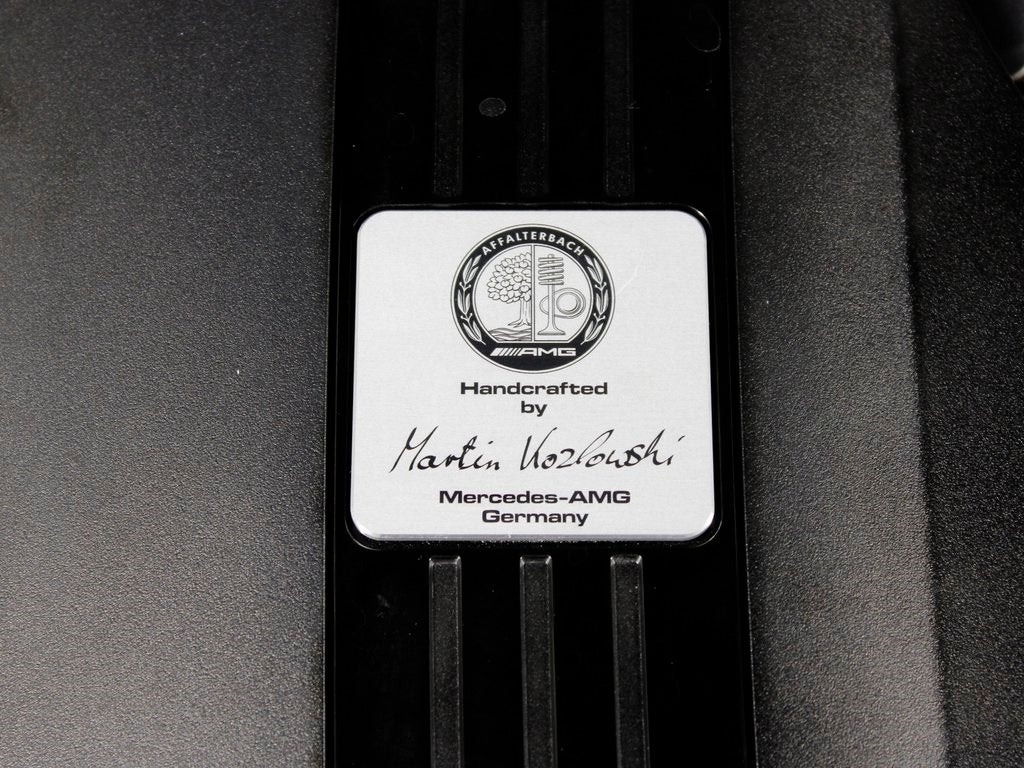 AFFALTERBACH
AMG
Handcrafted
by
Martin Kozlowski
Mercedes-AMG
Germany